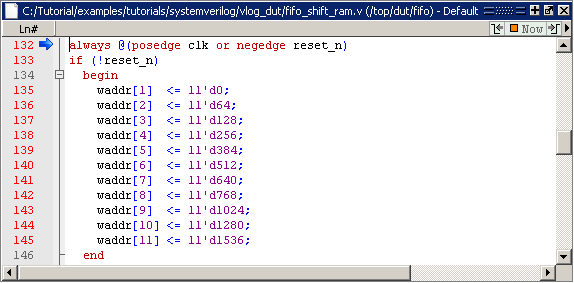 C:/Tutorial/examples/tutorials/systemverilog/vlog_dut/fifo_shift_ram.v (/top/dut/fifo) - Default
Ln#
Now
132 always @(posedge clk or negedge reset_n)
133 if (!reset_n)
134 begin
135 waddr[1] <= 11'd0;
136 waddr[2] <= 11'd64;
137 waddr[3] <= 11'd128;
138 waddr[4] <= 11'd256;
139 waddr[5] <= 11'd384;
140 waddr[6] <= 11'd512;
141 waddr[7] <= 11'd640;
142 waddr[8] <= 11'd768;
143 waddr[9] <= 11'd1024;
144 waddr[10] <= 11'd1280;
145 waddr[11] <= 11'd1536;
146 end